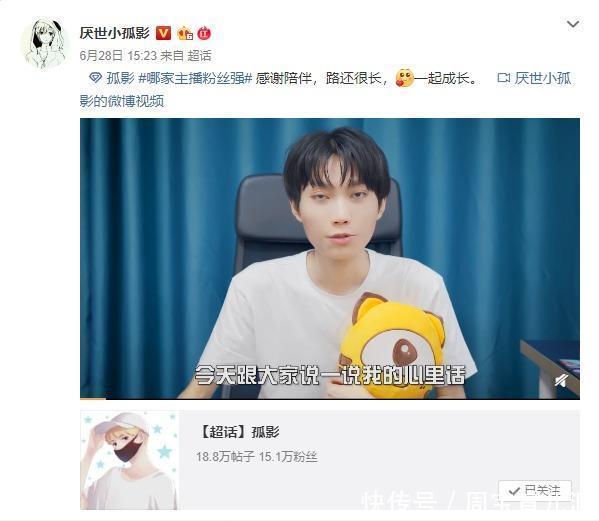 厌世小孤影
6月28日 15:23 来自 超话
孤影 #哪家主播粉丝强# 感谢陪伴，路还很长，一起成长。 厌世小孤
影的微博视频
今天跟大家说一说我的心里话
【超话】孤影
18.8万帖子 15.1万粉丝
已关注
快传号 / 周